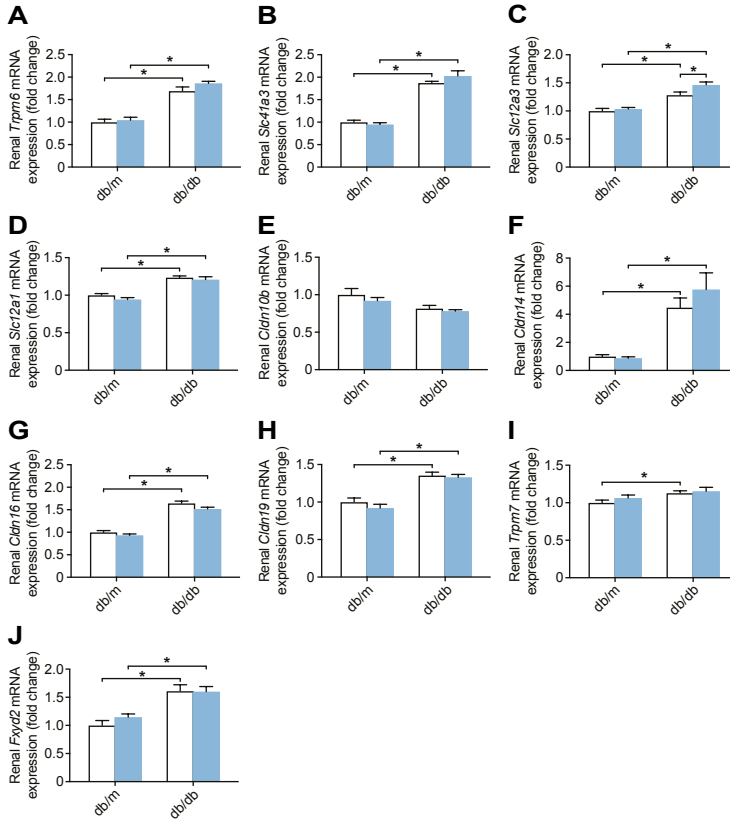 A
Renal Trpm6 mRNA
expression (fold change)
2.5
2.0
1.5
1.0
0.5
0
*
*
db/m
db/db
B
Renal Slc41a3 mRNA
expression (fold change)
2.5
2.0
1.5
1.0
0.5
0
*
*
db/m
db/db
C
Renal Slc12a3 mRNA
expression (fold change)
2.0
1.5
1.0
0.5
0
*
*
*
db/m
db/db
D
Renal Slc12a1 mRNA
expression (fold change)
1.5
1.0
0.5
0
*
*
db/m
db/db
E
Renal Cldn10b mRNA
expression (fold change)
1.5
1.0
0.5
0
db/m
db/db
F
Renal Cldn14 mRNA
expression (fold change)
8
6
4
2
0
*
*
db/m
db/db
G
Renal Cldn16 mRNA
expression (fold change)
2.5
2.0
1.5
1.0
0.5
0
*
*
db/m
db/db
H
Renal Cldn19 mRNA
expression (fold change)
2.0
1.5
1.0
0.5
0
*
*
db/m
db/db
I
Renal Trpm7 mRNA
expression (fold change)
1.5
1.0
0.5
0
*
db/m
db/db
J
Renal Fxyd2 mRNA
expression (fold change)
2.0
1.5
1.0
0.5
0
*
*
db/m
db/db